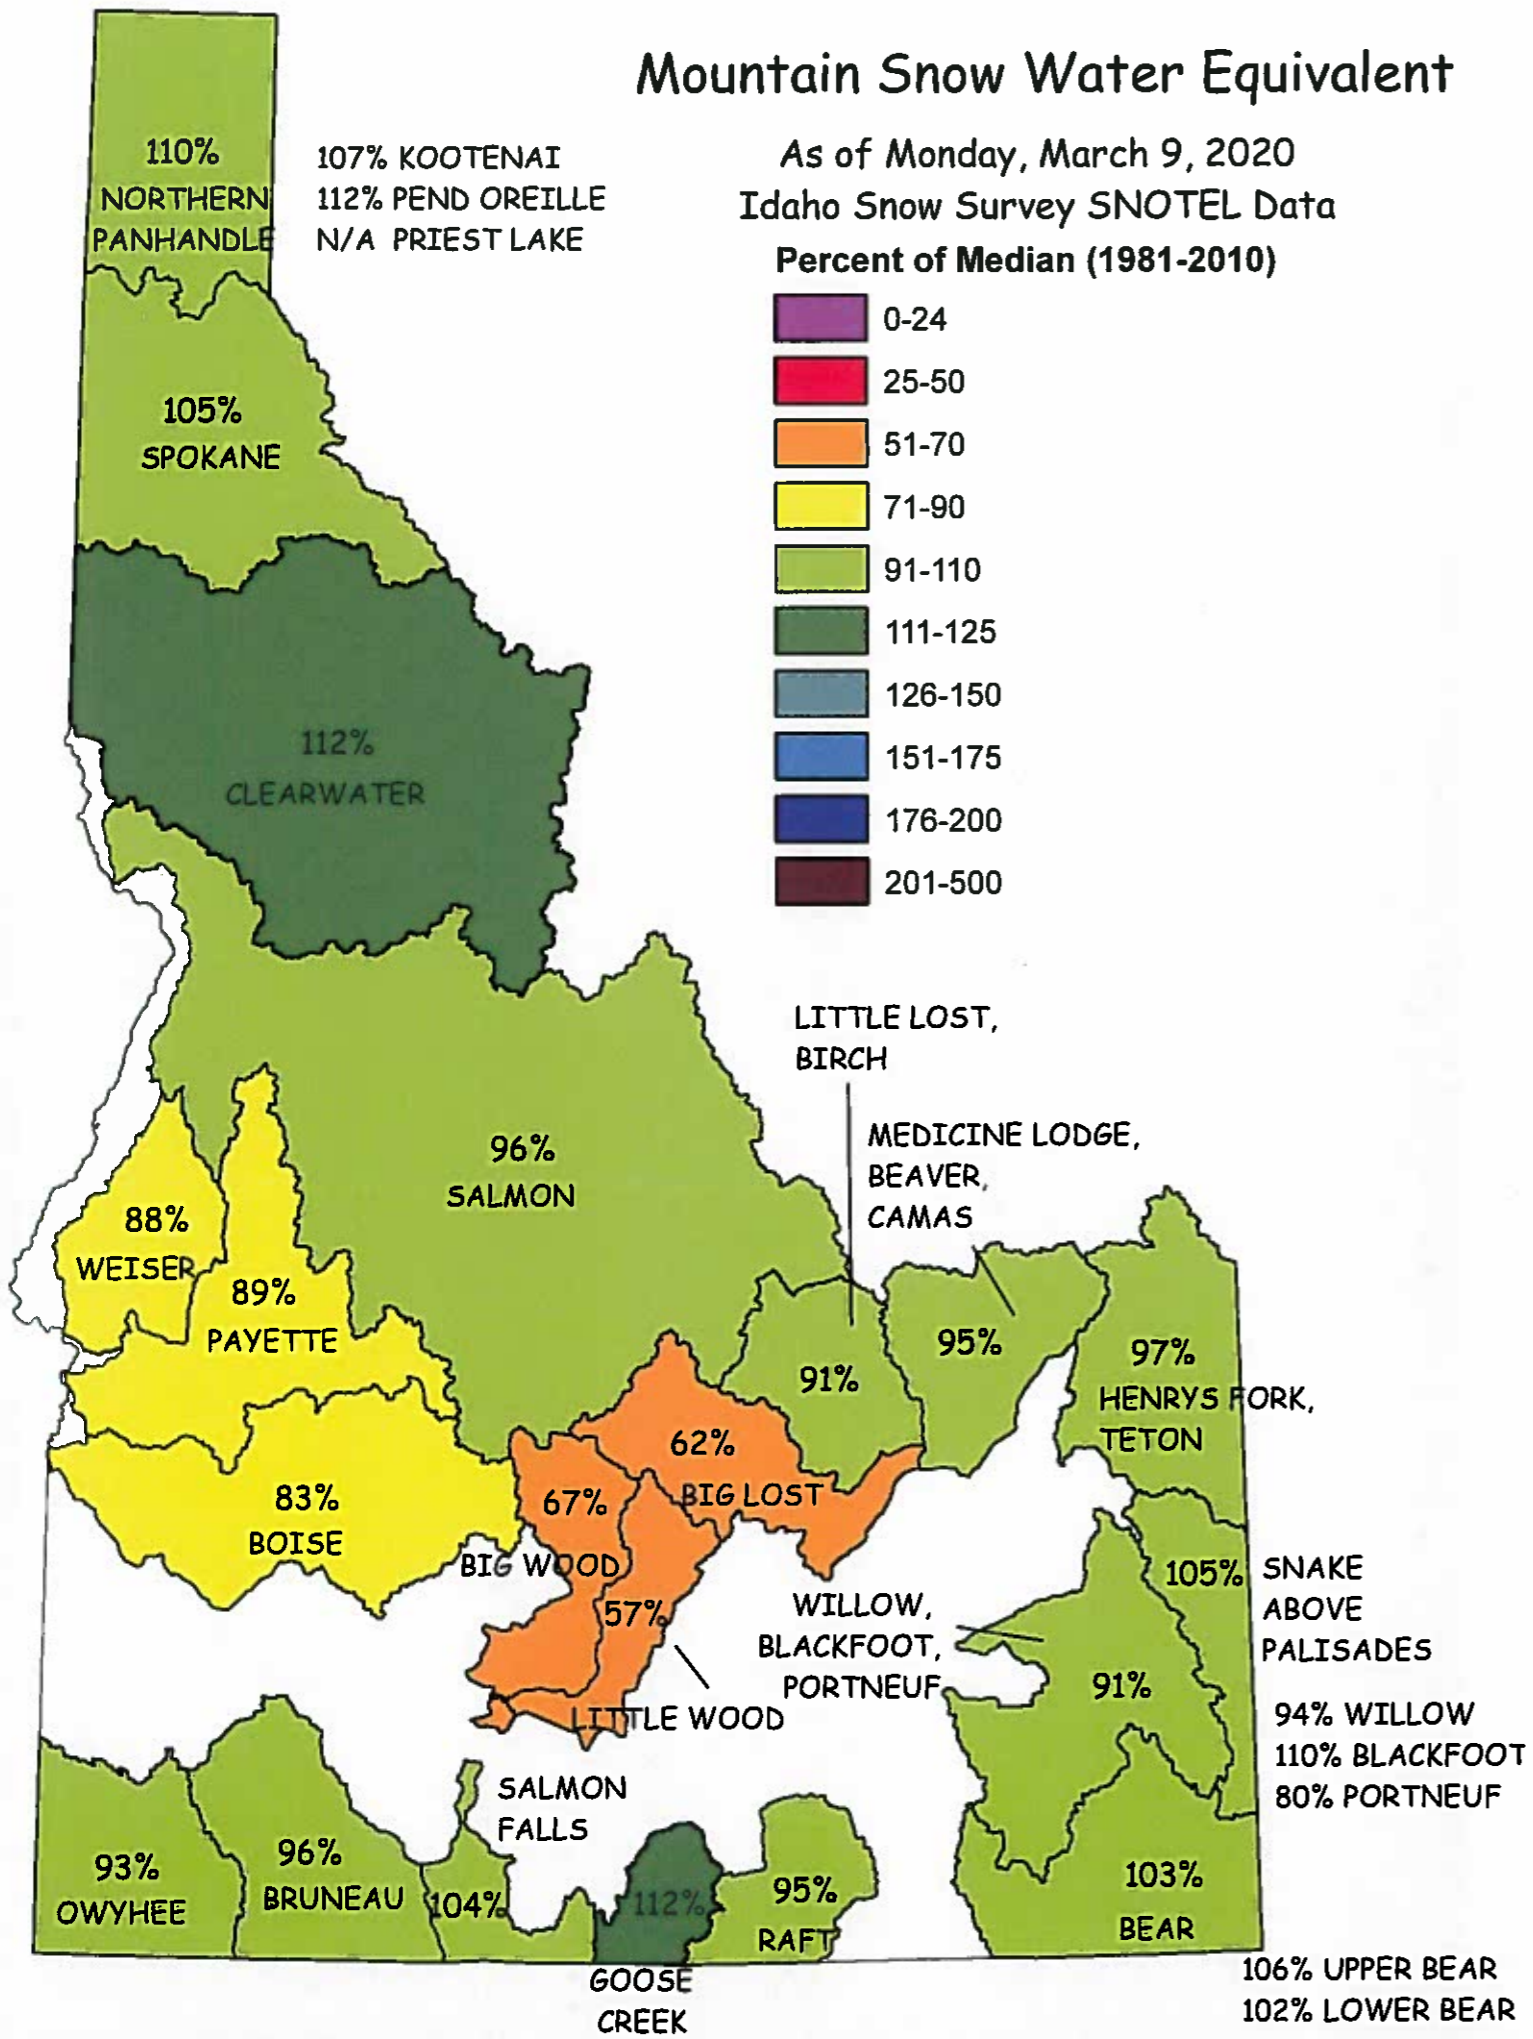 Mountain Snow Water Equivalent
As of Monday, March 9, 2020
Idaho Snow Survey SNOTEL Data
Percent of Median (1981-2010)
0-24
25-50
51-70
71-90
91-110
111-125
126-150
151-175
176-200
201-500
110%
NORTHERN
PANHANDLE
107% KOOTENAI
112% PEND OREILLE
N/A PRIEST LAKE
105%
SPOKANE
112%
CLEARWATER
LITTLE LOST,
BIRCH
MEDICINE LODGE,
BEAVER,
CAMAS
96%
SALMON
88%
WEISER
89%
PAYETTE
91%
95%
97%
HENRYS FORK,
TETON
62%
BIG LOST
67%
BIG WOOD
83%
BOISE
57%
LITTLE WOOD
105%
SNAKE
ABOVE
PALISADES
WILLOW,
BLACKFOOT,
PORTNEUF
91%
94% WILLOW
110% BLACKFOOT
80% PORTNEUF
SALMON
FALLS
93%
OWYHEE
96%
BRUNEAU
104%
112%
GOOSE
CREEK
95%
RAFT
103%
BEAR
106% UPPER BEAR
102% LOWER BEAR